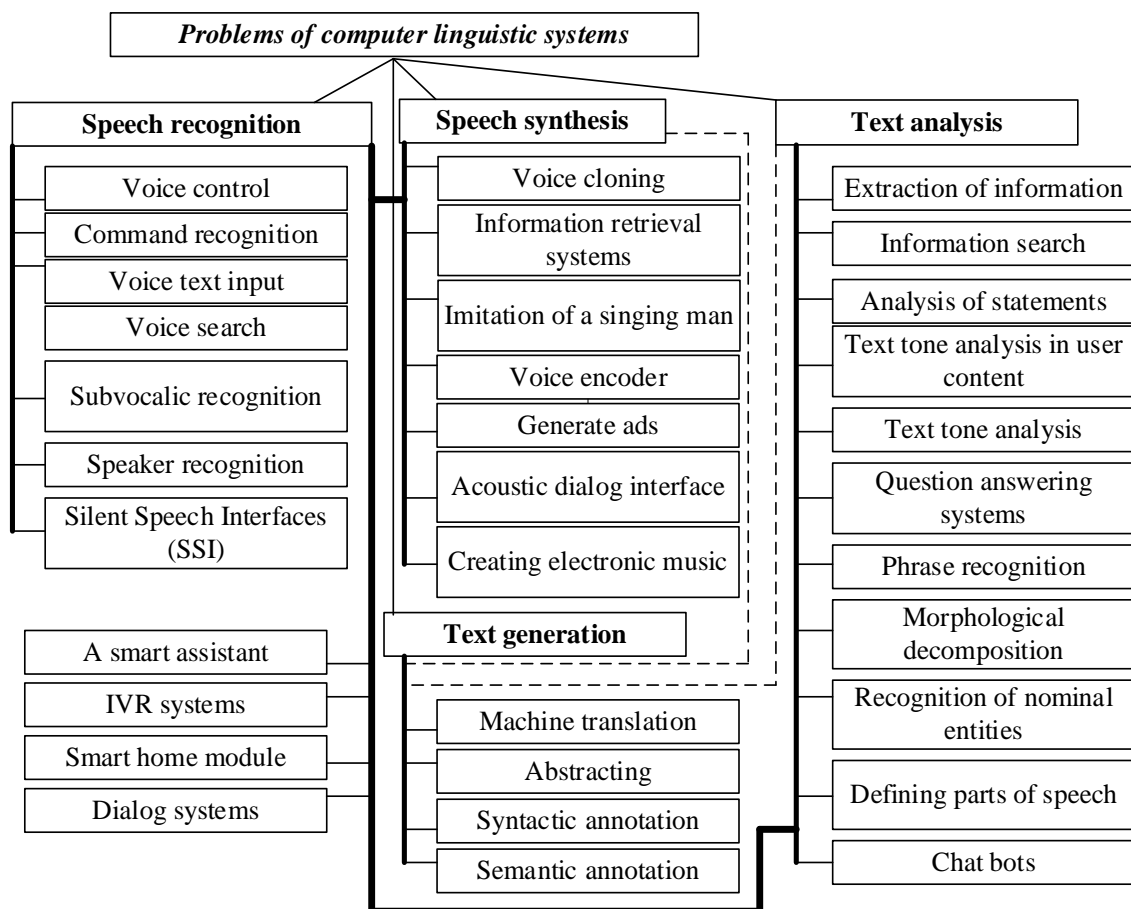 Problems of computer linguistic systems
Speech recognition
Voice control
Command recognition
Voice text input
Voice search
Subvocalic recognition
Speaker recognition
Silent Speech Interfaces
(SSI)
A smart assistant
IVR systems
Smart home module
Dialog systems
Speech synthesis
Voice cloning
Information retrieval
systems
Imitation of a singing man
Voice encoder
Generate ads
Acoustic dialog interface
Creating electronic music
Text generation
Machine translation
Abstracting
Syntactic annotation
Semantic annotation
Text analysis
Extraction of information
Information search
Analysis of statements
Text tone analysis in user
content
Text tone analysis
Question answering
systems
Phrase recognition
Morphological
decomposition
Recognition of nominal
entities
Defining parts of speech
Chat bots